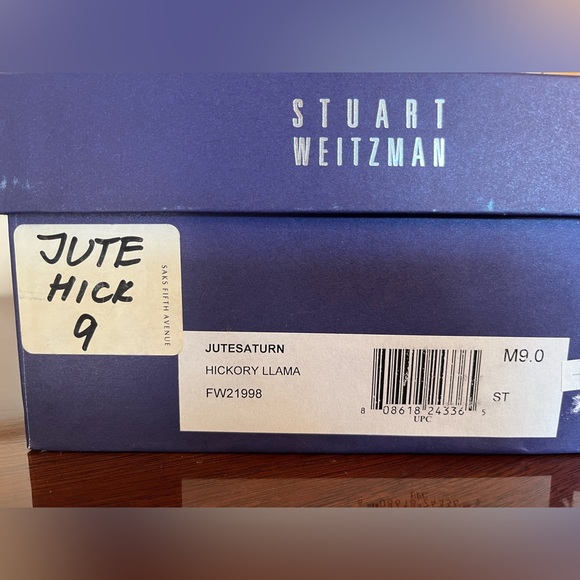 STUART
WEITZMAN
JUTE
HICK
9
SAKS FIFTH AVENUE
JUTESATURN
HICKORY LLAMA
FW21998
M9.0
ST
8 08618 24336 5
UPC